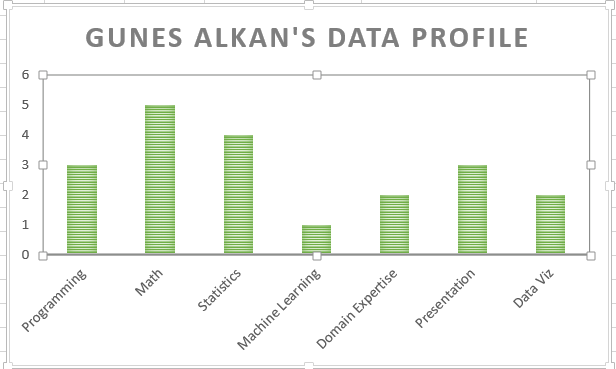 GUNES ALKAN'S DATA PROFILE
6
5
4
3
2
1
0
Programming
Math
Statistics
Machine Learning
Domain Expertise
Presentation
Data Viz